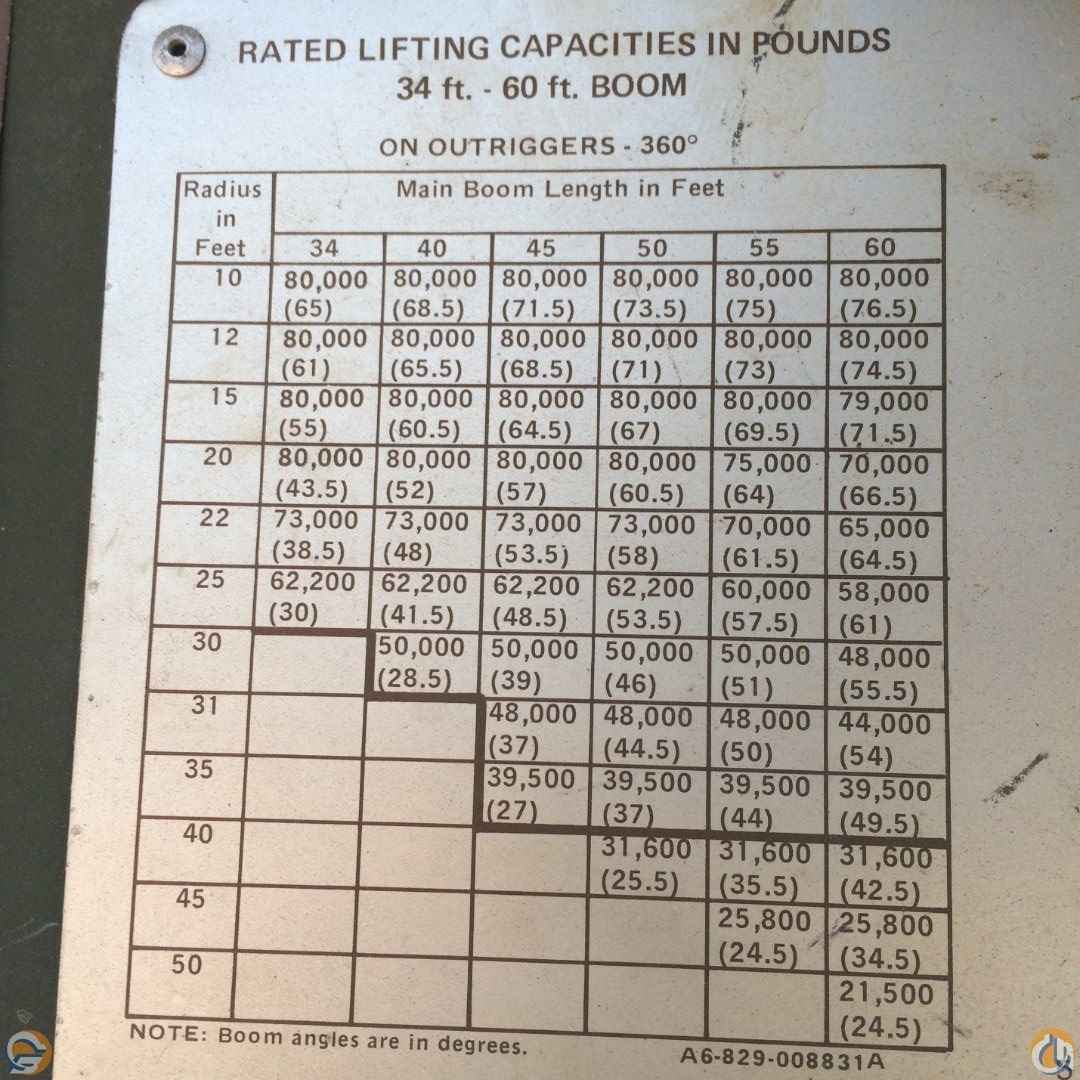 RATED LIFTING CAPACITIES IN POUNDS
34 ft. - 60 ft. BOOM
ON OUTRIGGERS - 360°
Radius in Feet Main Boom Length in Feet
34 40 45 50 55 60
10 80,000 80,000 80,000 80,000 80,000 80,000
(65) (68.5) (71.5) (73.5) (75) (76.5)
12 80,000 80,000 80,000 80,000 80,000 80,000
(61) (65.5) (68.5) (71) (73) (74.5)
15 80,000 80,000 80,000 80,000 80,000 79,000
(55) (60.5) (64.5) (67) (69.5) (71.5)
20 80,000 80,000 80,000 80,000 75,000 70,000
(43.5) (52) (57) (60.5) (64) (66.5)
22 73,000 73,000 73,000 73,000 70,000 65,000
(38.5) (48) (53.5) (58) (61.5) (64.5)
25 62,200 62,200 62,200 62,200 60,000 58,000
(30) (41.5) (48.5) (53.5) (57.5) (61)
30 50,000 50,000 50,000 50,000 48,000
(28.5) (39) (46) (51) (55.5)
31 48,000 48,000 48,000 44,000
(37) (44.5) (50) (54)
35 39,500 39,500 39,500 39,500
(27) (37) (44) (49.5)
40 31,600 31,600 31,600
(25.5) (35.5) (42.5)
45 25,800 25,800
(24.5) (34.5)
50 21,500
(24.5)
NOTE: Boom angles are in degrees.
A6-829-008831A